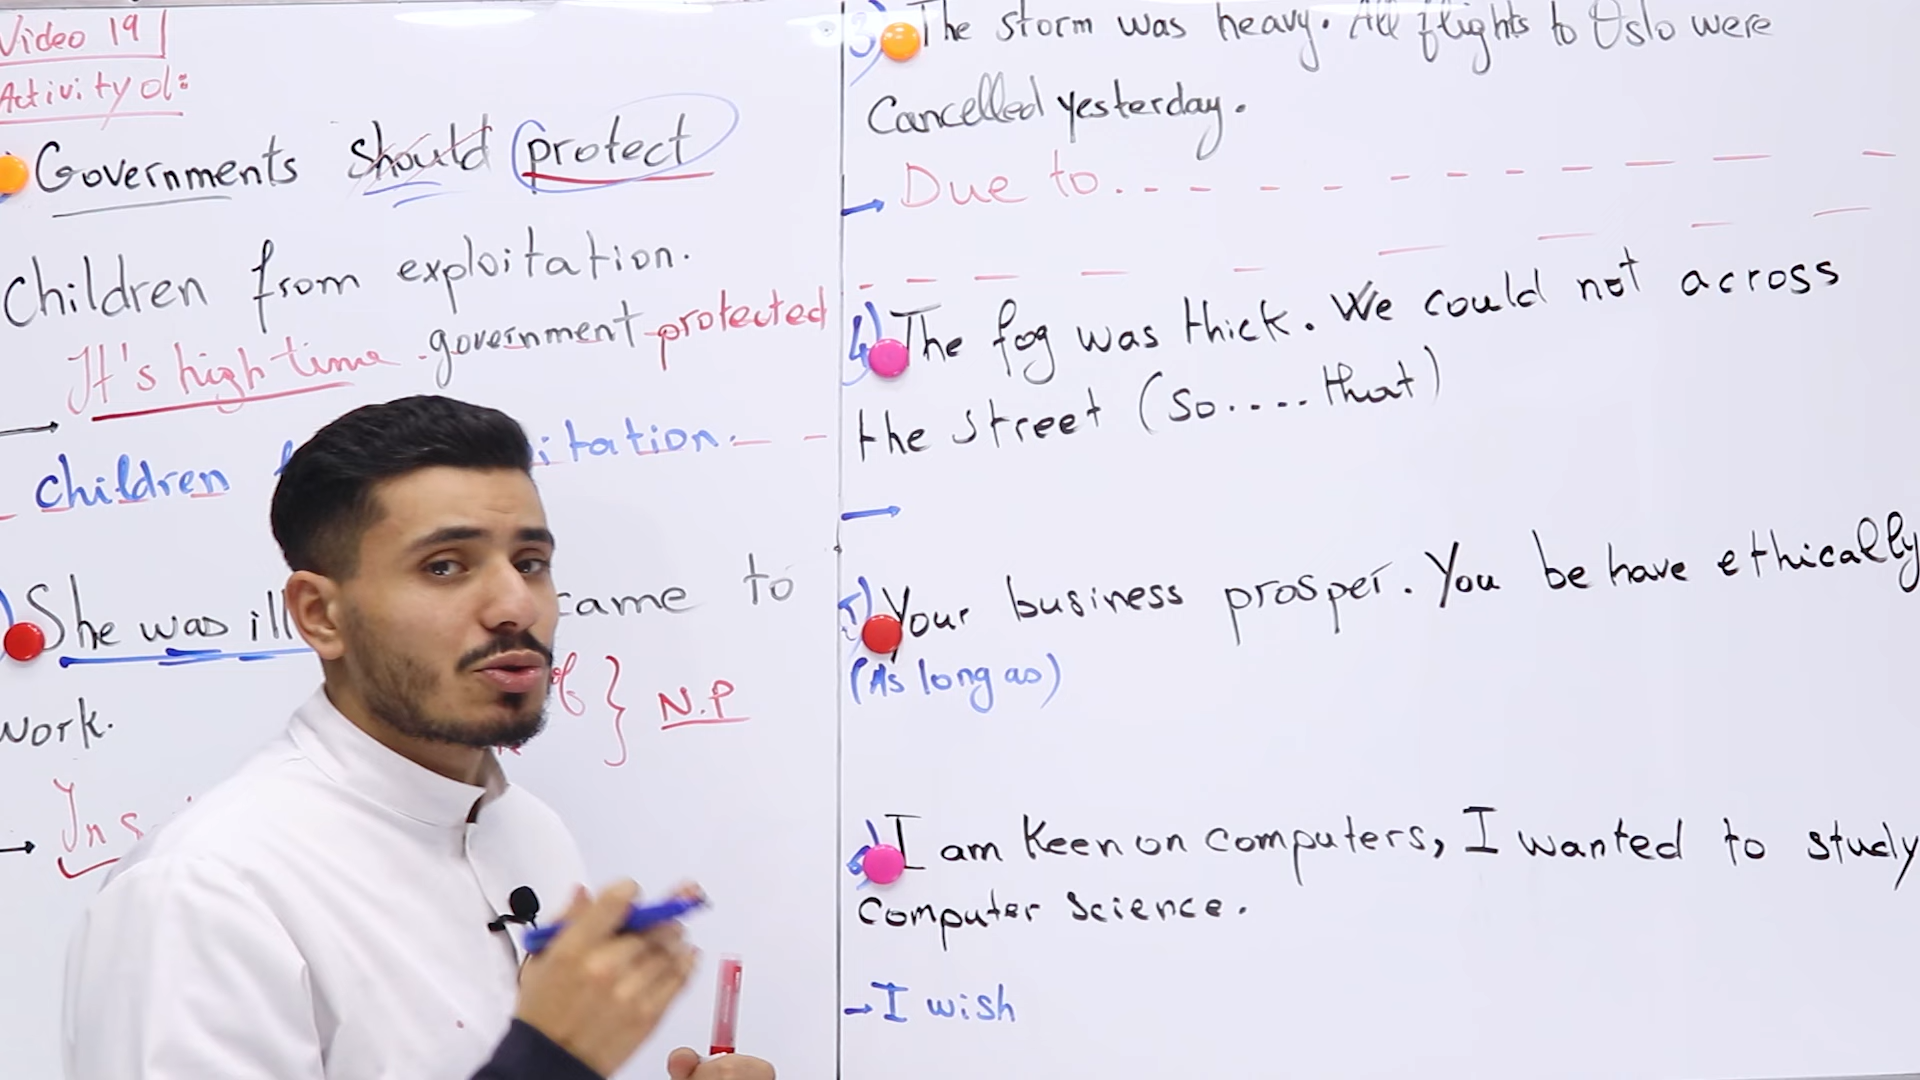 Video 19
Activity 01:
Governments should protect
Children from exploitation.
It's high time government protected
children itation.
She was ill came to
work.
of } N.P
In s
3) The storm was heavy. All flights to Oslo were
Cancelled yesterday.
Due to
4) The fog was thick. We could not across
the street (so.... that)
5) Your business prosper. You be have ethically
(As long as)
I am Keen on computers, I wanted to study
Computer Science.
I wish